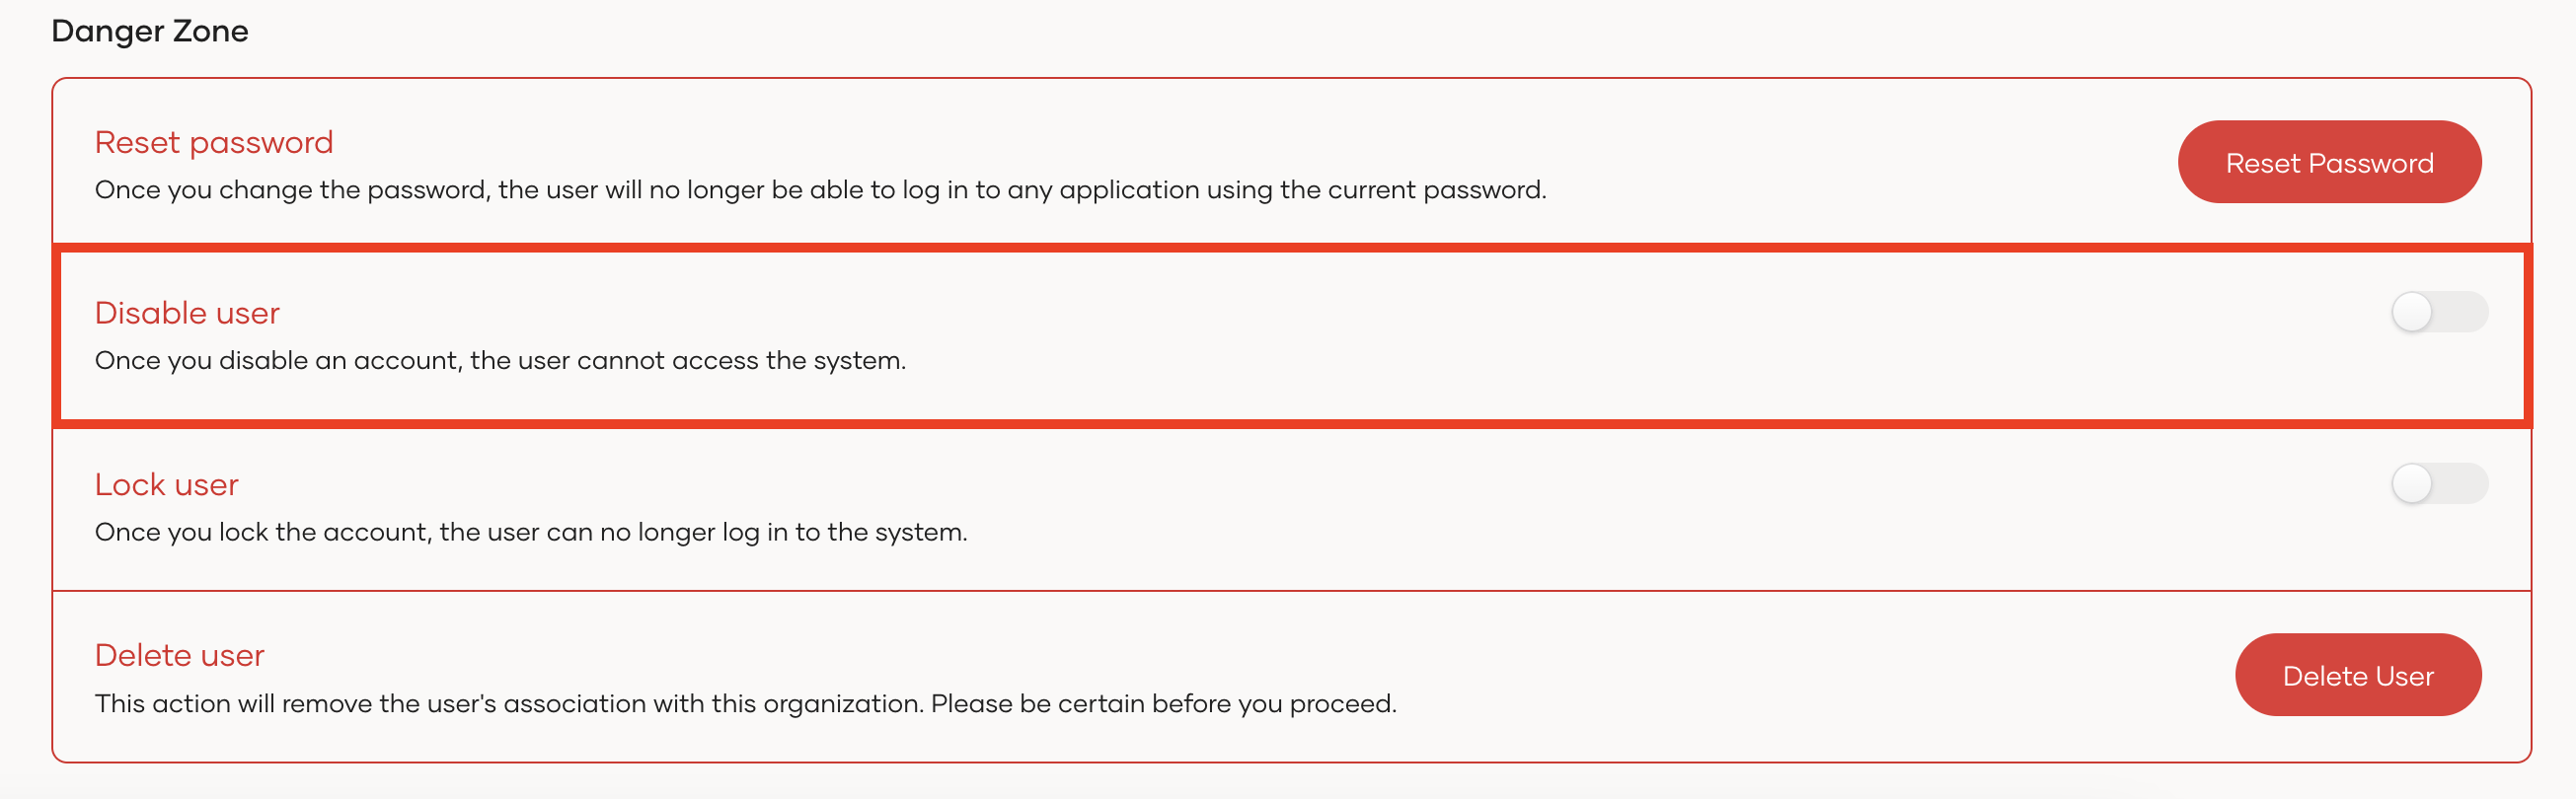 Danger Zone
Reset password
Once you change the password, the user will no longer be able to log in to any application using the current password.
Reset Password
Disable user
Once you disable an account, the user cannot access the system.
Lock user
Once you lock the account, the user can no longer log in to the system.
Delete user
This action will remove the user's association with this organization. Please be certain before you proceed.
Delete User